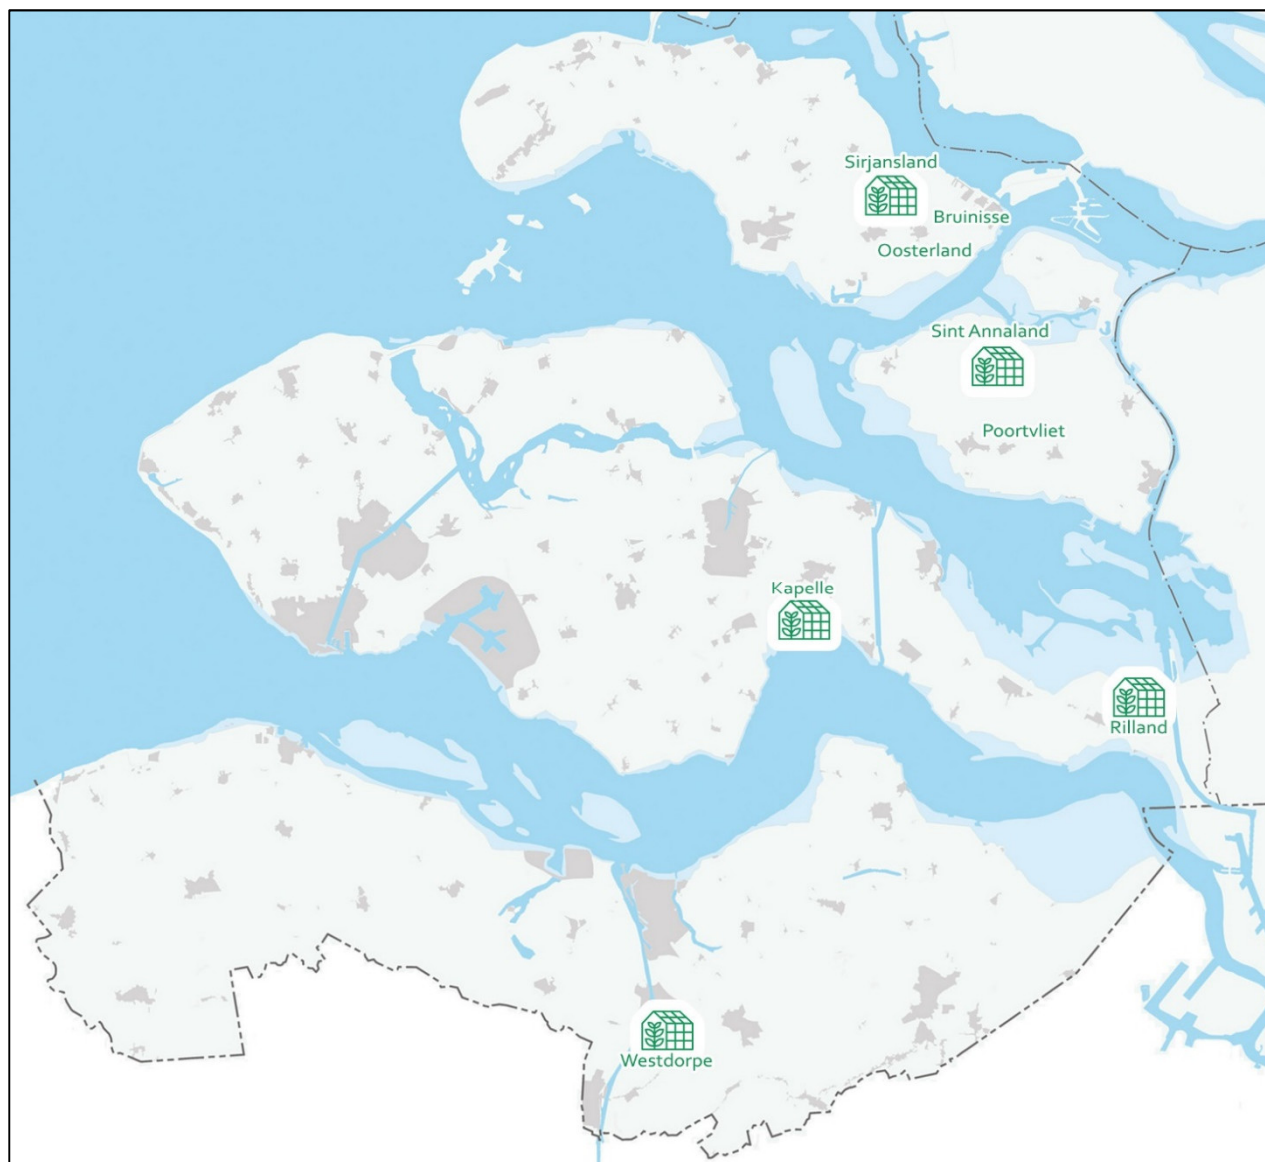 Sirjansland
Bruinisse
Oosterland
Sint Annaland
Poortvliet
Kapelle
Rilland
Westdorpe